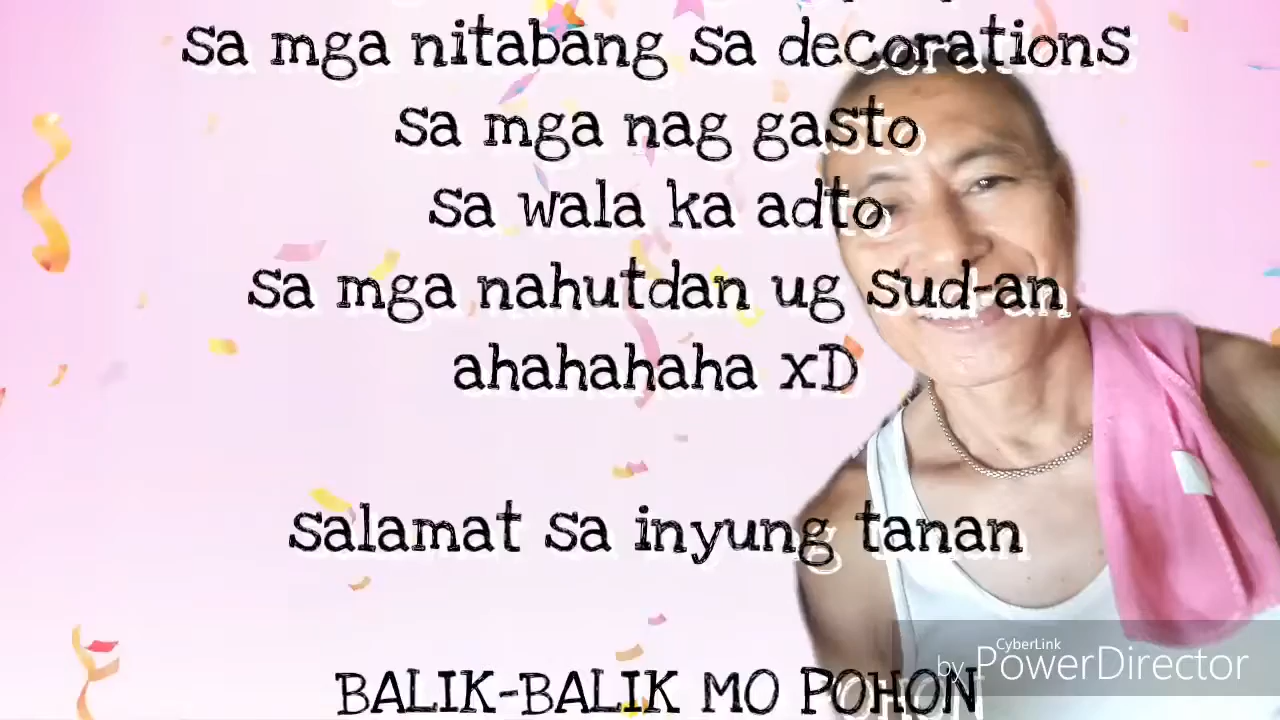 sa mga nitabang sa decorations
sa mga nag gasto
sa wala ka adto
sa mga nahutdan ug sud-an
ahahahaha xD
salamat sa inyung tanan
BALIK-BALIK MO POHON
CyberLink
by PowerDirector